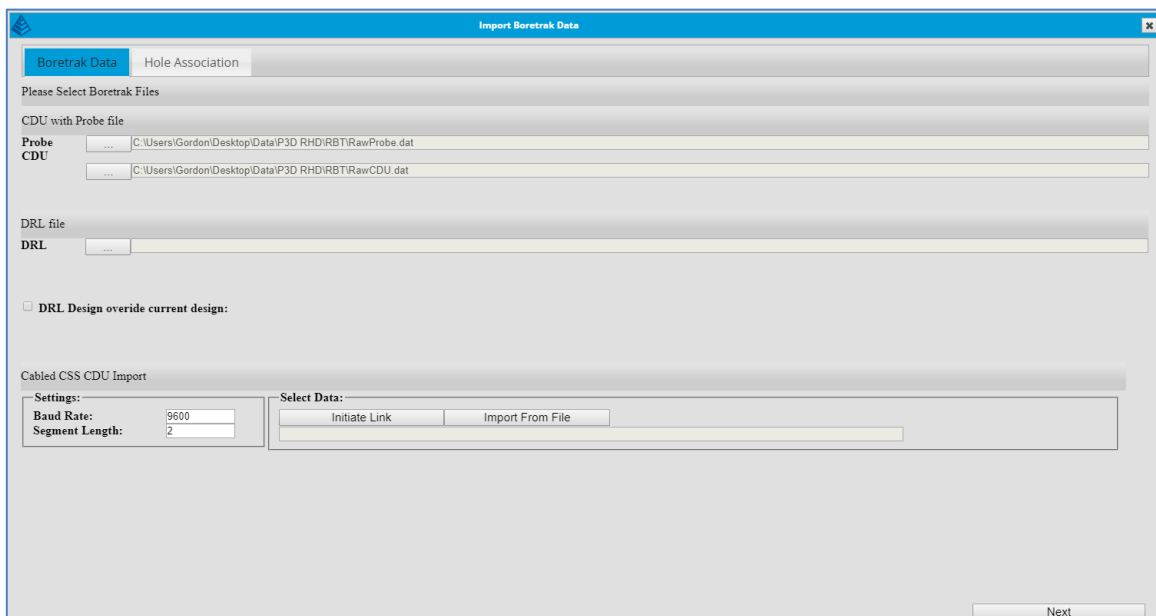 Import Boretrak Data
Boretrak Data Hole Association
Please Select Boretrak Files
CDU with Probe file
Probe ... C:\Users\Gordon\Desktop\Data\P3D RHD\RBT\RawProbe.dat
CDU
... C:\Users\Gordon\Desktop\Data\P3D RHD\RBT\RawCDU.dat
DRL file
DRL ...
DRL Design overide current design:
Cabled CSS CDU Import
Settings: Select Data:
Baud Rate: 9600 Initiate Link Import From File
Segment Length: 2
Next